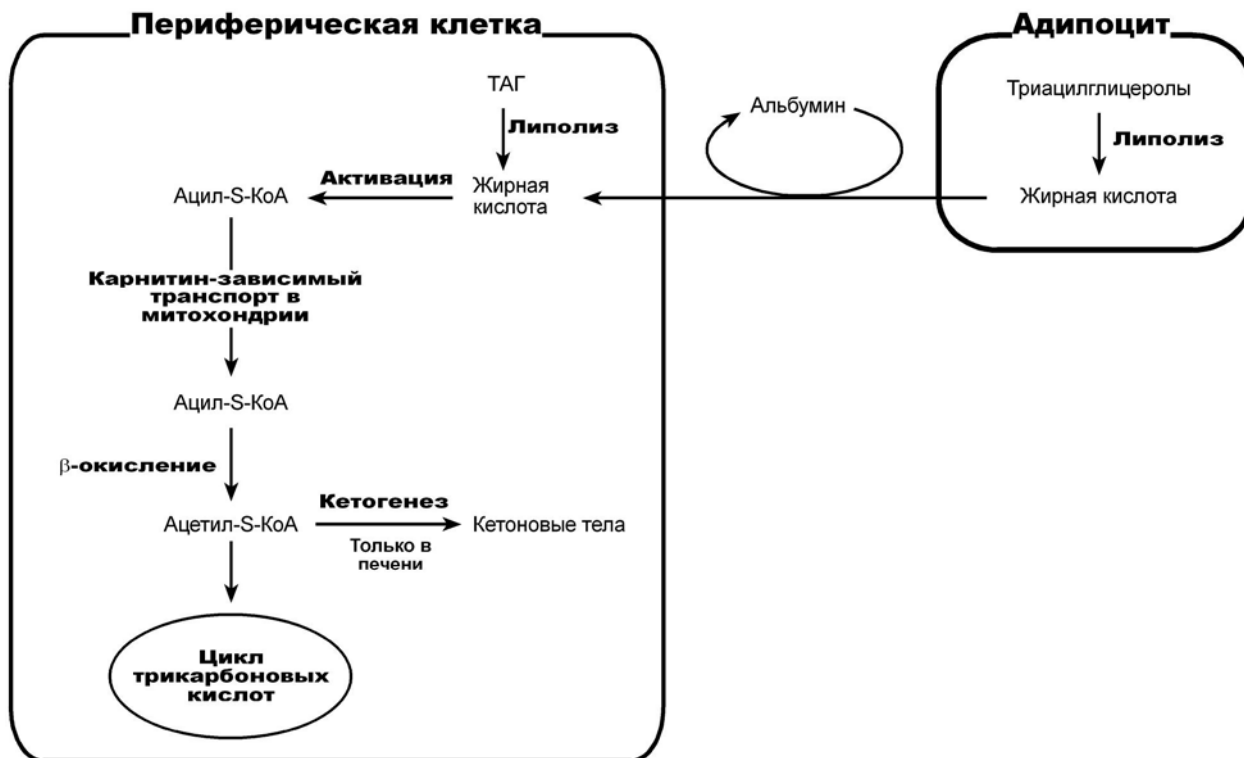 Периферическая клетка
Адипоцит
ТАГ
Липолиз
Активация
Жирная
кислота
Ацил-S-КоА
Карнитин-зависимый
транспорт в
митохондрии
Ацил-S-КоА
β-окисление
Ацетил-S-КоА
Кетогенез
Только в
печени
Кетоновые тела
Цикл
трикарбоновых
кислот
Альбумин
Триацилглицеролы
Липолиз
Жирная кислота